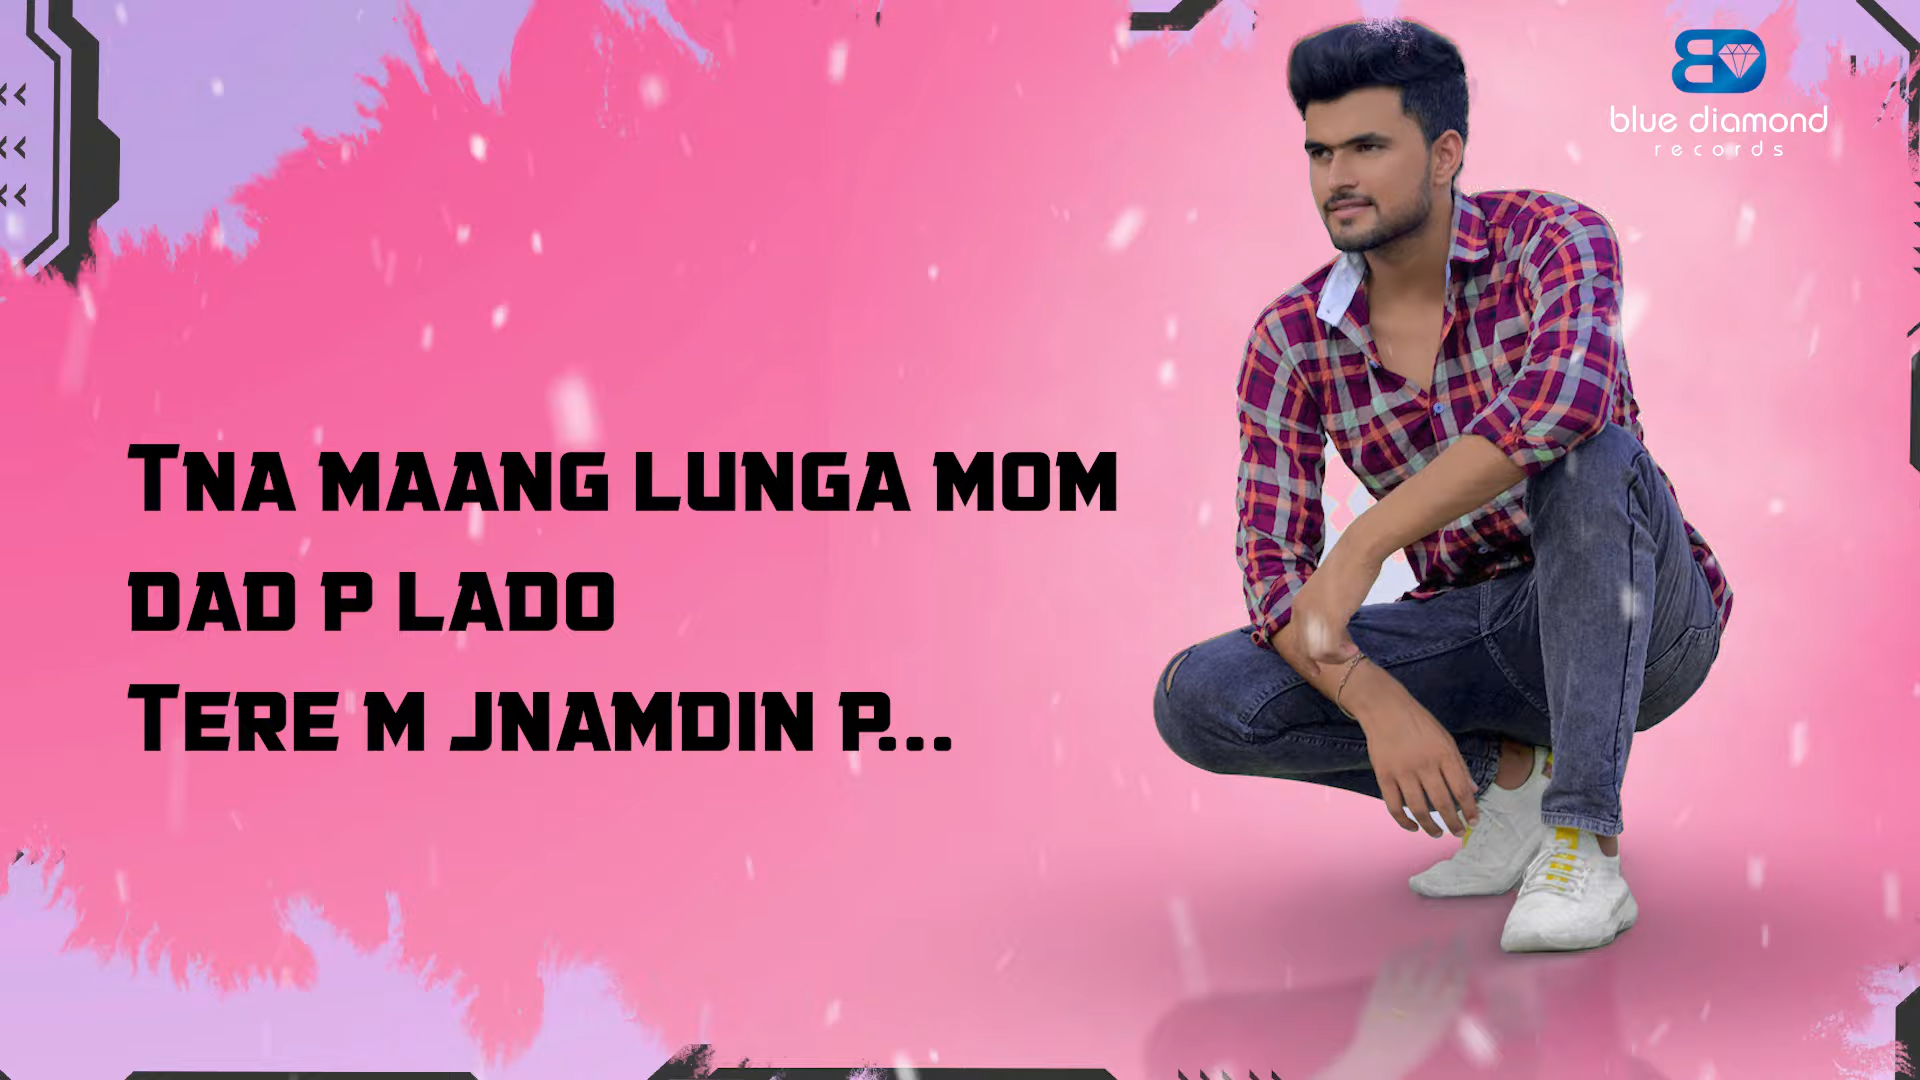 blue diamond
records
Tna maang lunga mom
dad p lado
Tere m jnamdin p...